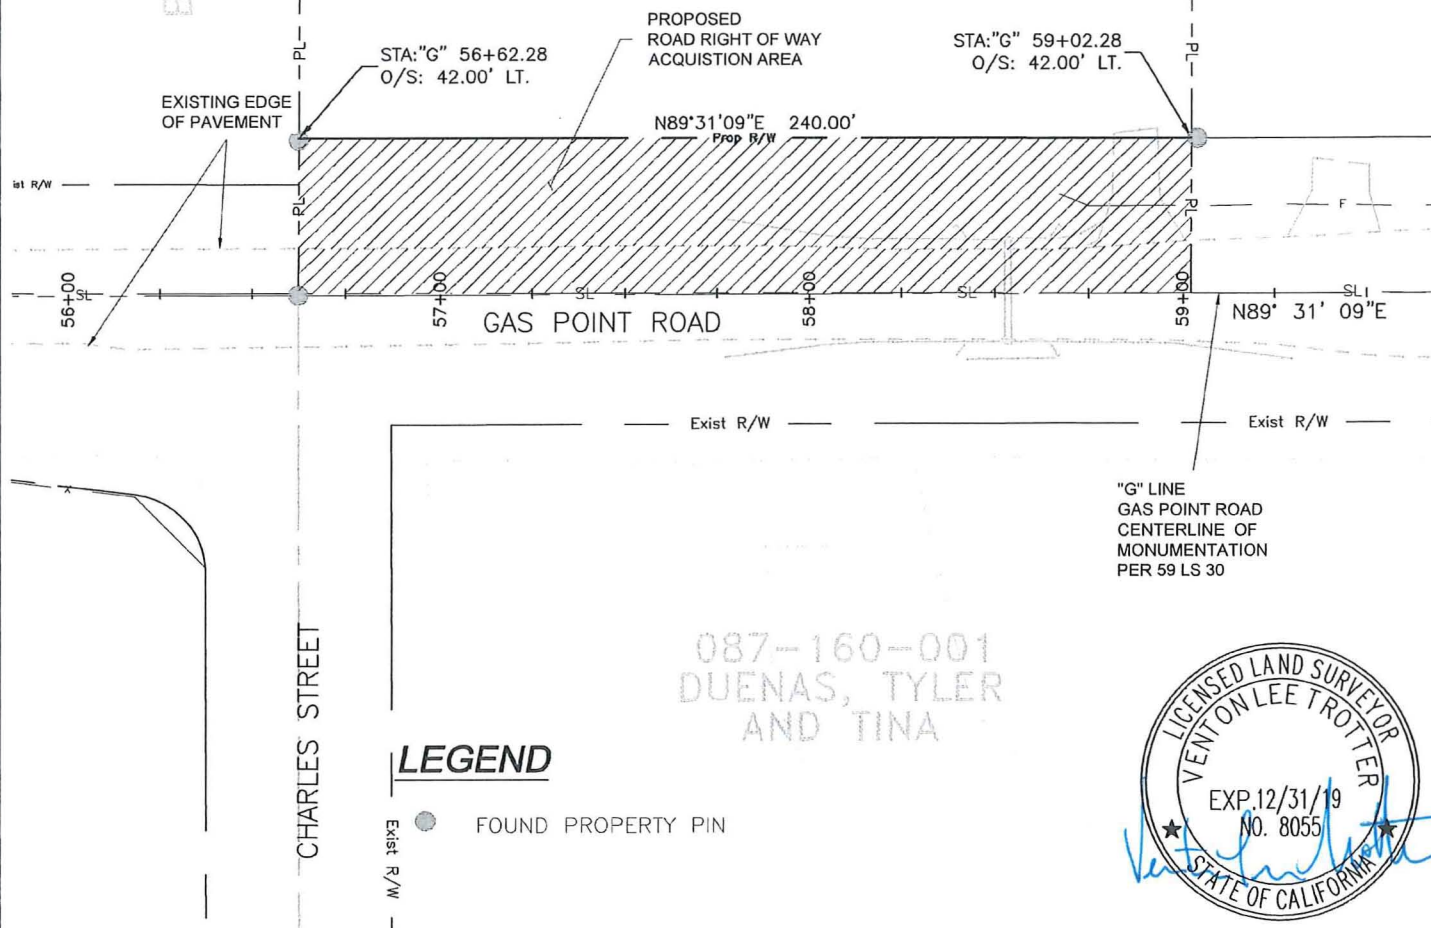 PL
PL
STA:"G" 56+62.28
O/S: 42.00' LT.
PROPOSED
ROAD RIGHT OF WAY
ACQUISTION AREA
STA:"G" 59+02.28
O/S: 42.00' LT.
EXISTING EDGE
OF PAVEMENT
N89°31'09"E 240.00'
Prop R/W
ist R/W
PL
PL
F
56+00
SL
57+00
SL
58+00
SL
59+00
SL
GAS POINT ROAD
N89° 31' 09"E
Exist R/W
Exist R/W
x
"G" LINE
GAS POINT ROAD
CENTERLINE OF
MONUMENTATION
PER 59 LS 30
087-160-001
DUENAS, TYLER
AND TINA
CHARLES STREET
Exist R/W
LEGEND
FOUND PROPERTY PIN
LICENSED LAND SURVEYOR
VENTON LEE TROTTER
EXP.12/31/19
NO. 8055
STATE OF CALIFORNIA